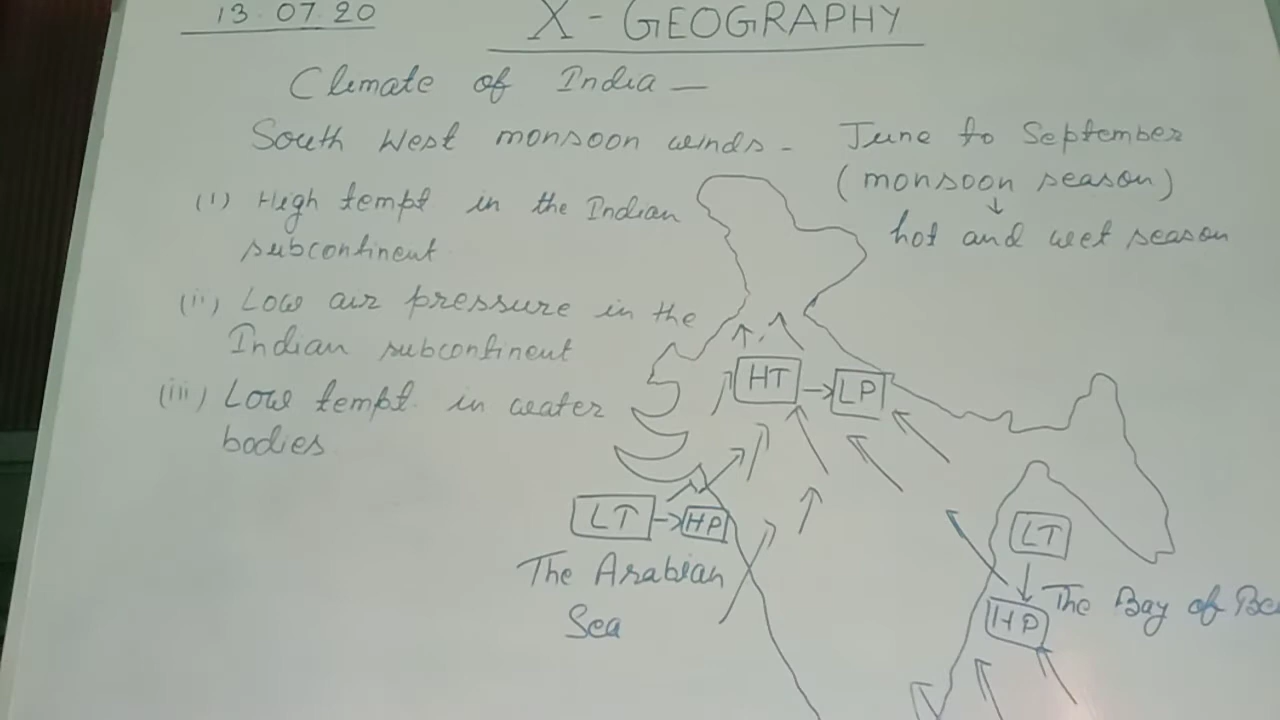 13.07.20
X - GEOGRAPHY
Climate of India —
South West monsoon winds - June to September
(monsoon season)
↓
hot and wet season
(i) High tempt in the Indian
subcontinent
(ii) Low air pressure in the
Indian subcontinent
(iii) Low tempt. in water
bodies
HT → LP
LT → HP
The Arabian
Sea
LT
↓
HP
The Bay of Be